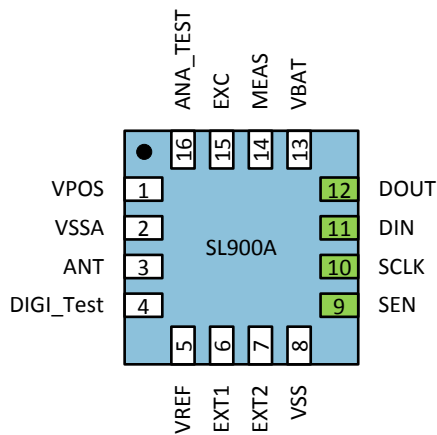 ANA_TEST
EXC
MEAS
VBAT
16
15
14
13
VPOS 1
12 DOUT
VSSA 2
11 DIN
SL900A
ANT 3
10 SCLK
DIGI_Test 4
9 SEN
5
6
7
8
VREF
EXT1
EXT2
VSS